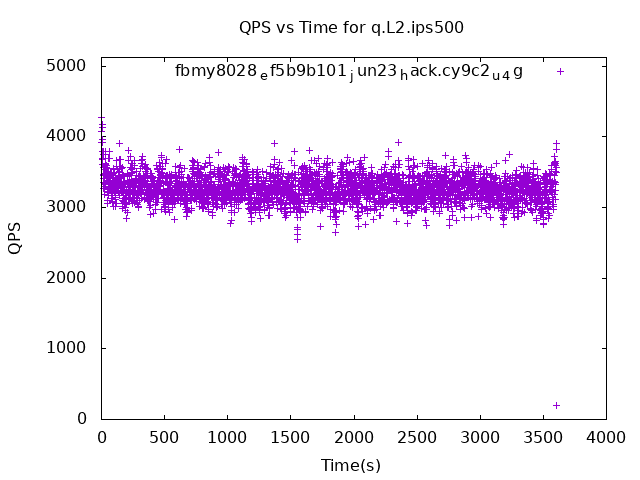 QPS vs Time for q.L2.ips500
5000
fbmy8028ₑf5b9b101ⱼun23ₕack.cy9c2ᵤ₄g
4000
3000
QPS
2000
1000
0
0 500 1000 1500 2000 2500 3000 3500 4000
Time(s)